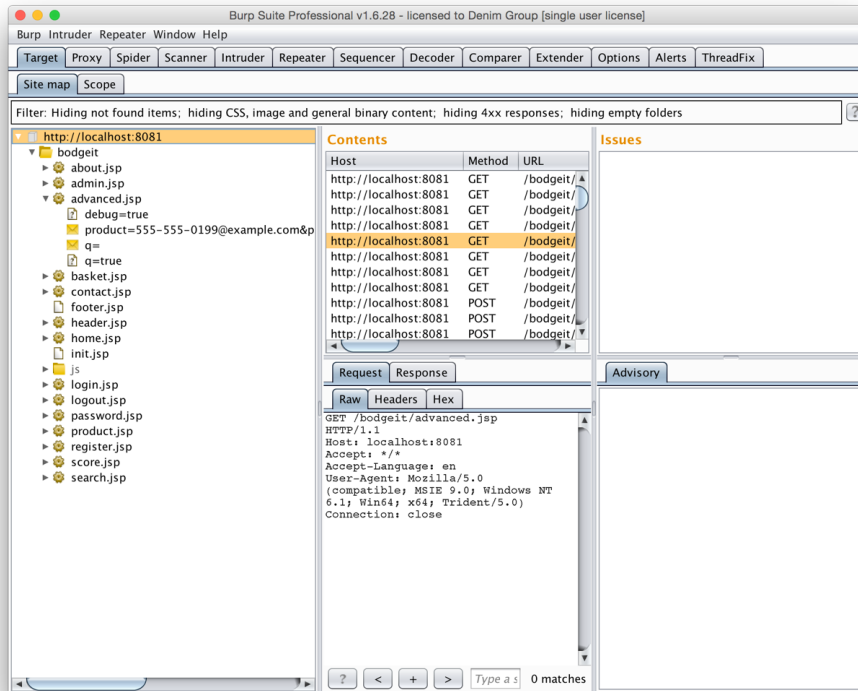 Burp Suite Professional v1.6.28 - licensed to Denim Group [single user license]
Burp Intruder Repeater Window Help
Target Proxy Spider Scanner Intruder Repeater Sequencer Decoder Comparer Extender Options Alerts ThreadFix
Site map Scope
Filter: Hiding not found items; hiding CSS, image and general binary content; hiding 4xx responses; hiding empty folders
?
http://localhost:8081
bodgeit
about.jsp
admin.jsp
advanced.jsp
debug=true
product=555-555-0199@example.com&p
q=
q=true
basket.jsp
contact.jsp
footer.jsp
header.jsp
home.jsp
init.jsp
js
login.jsp
logout.jsp
password.jsp
product.jsp
register.jsp
score.jsp
search.jsp
Contents
Host Method URL
http://localhost:8081 GET /bodgeit/
http://localhost:8081 GET /bodgeit/
http://localhost:8081 GET /bodgeit/
http://localhost:8081 GET /bodgeit/
http://localhost:8081 GET /bodgeit/
http://localhost:8081 GET /bodgeit/
http://localhost:8081 GET /bodgeit/
http://localhost:8081 GET /bodgeit/
http://localhost:8081 POST /bodgeit/
http://localhost:8081 POST /bodgeit/
http://localhost:8081 POST /bodgeit/
Request Response
Raw Headers Hex
GET /bodgeit/advanced.jsp
HTTP/1.1
Host: localhost:8081
Accept: */*
Accept-Language: en
User-Agent: Mozilla/5.0
(compatible; MSIE 9.0; Windows NT
6.1; Win64; x64; Trident/5.0)
Connection: close
? < + > Type a s 0 matches
Issues
Advisory